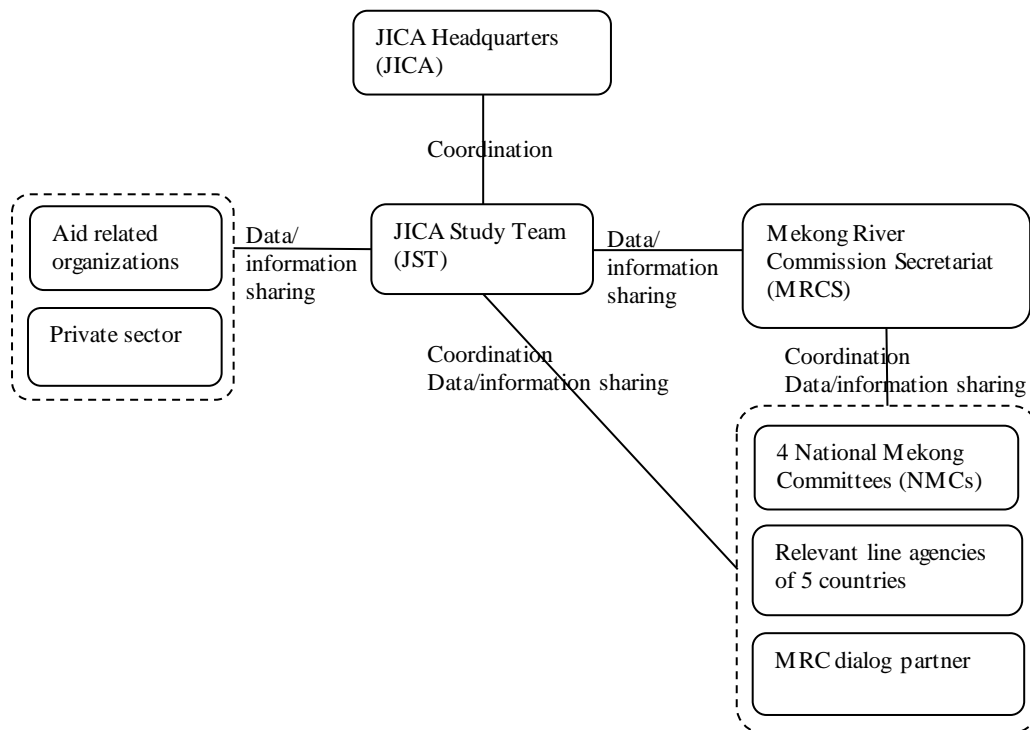 JICA Headquarters
(JICA)
Coordination
Aid related
organizations
Private sector
Data/
information
sharing
JICA Study Team
(JST)
Data/
information
sharing
Mekong River
Commission Secretariat
(MRCS)
Coordination
Data/information sharing
Coordination
Data/information sharing
4 National Mekong
Committees (NMCs)
Relevant line agencies
of 5 countries
MRC dialog partner